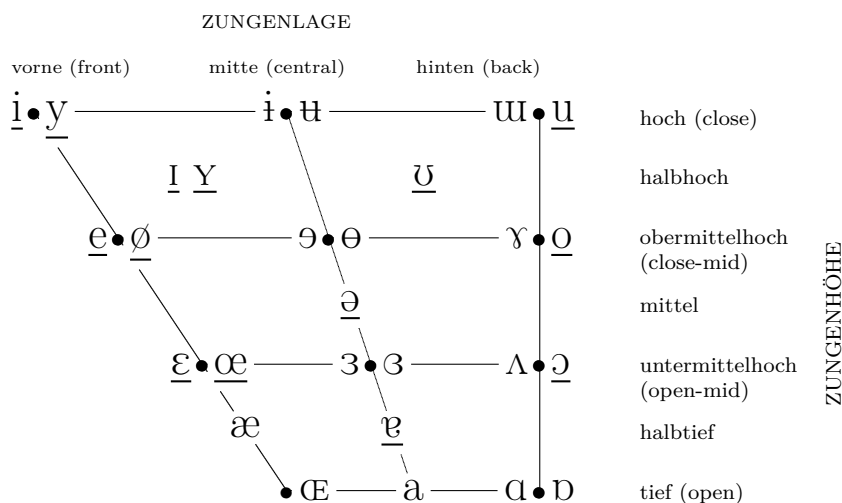 ZUNGENLAGE
vorne (front) mitte (central) hinten (back)
i y ɨ ʉ ɯ u hoch (close)
ɪ ʏ ʊ halbhoch
e ø ɘ ɵ ɤ o obermittelhoch
(close-mid)
ə mittel
ɛ œ ɜ ɞ ʌ ɔ untermittelhoch
(open-mid)
æ ɐ halbtief
ɶ a ɑ ɒ tief (open)
ZUNGENHÖHE